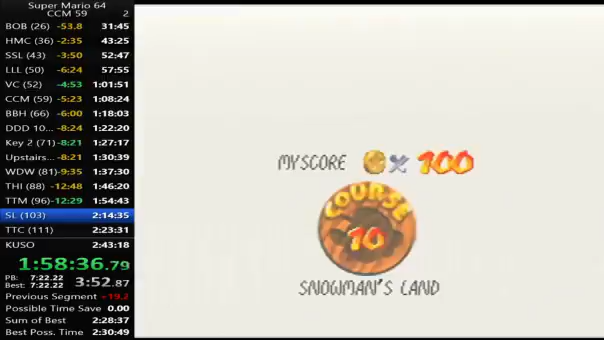 Super Mario 64
CCM 59 2
BOB (26) -53.8 31:45
HMC (36) -2:35 43:25
SSL (43) -3:50 52:47
LLL (50) -6:24 57:55
VC (52) -4:53 1:01:51
CCM (59) -5:23 1:08:24
BBH (66) -6:00 1:18:03
DDD 10... -8:24 1:22:20
Key 2 (71) -8:21 1:27:17
Upstairs... -8:21 1:30:39
WDW (81) -9:35 1:37:30
THI (88) -12:48 1:46:20
TTM (96) -12:29 1:54:43
SL (103) 2:14:35
TTC (111) 2:23:31
KUSO 2:43:18
1:58:36.79
PB: 7:22.22
Best: 7:22.22 3:52.87
Previous Segment +19.2
Possible Time Save 0.00
Sum of Best 2:28:37
Best Poss. Time 2:30:49
MY SCORE × 100
COURSE
10
SNOWMAN'S LAND